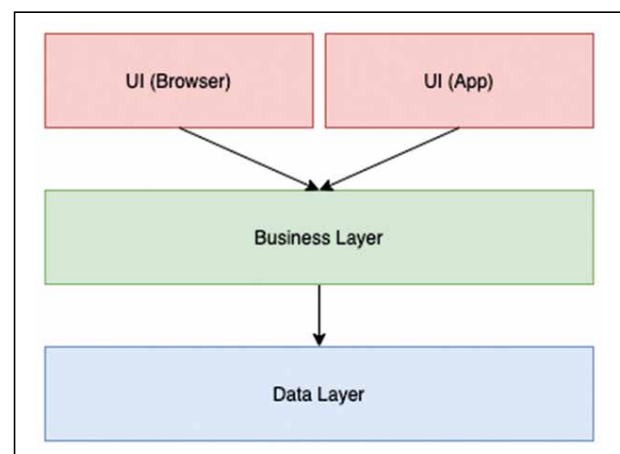 UI (Browser)
UI (App)
Business Layer
Data Layer